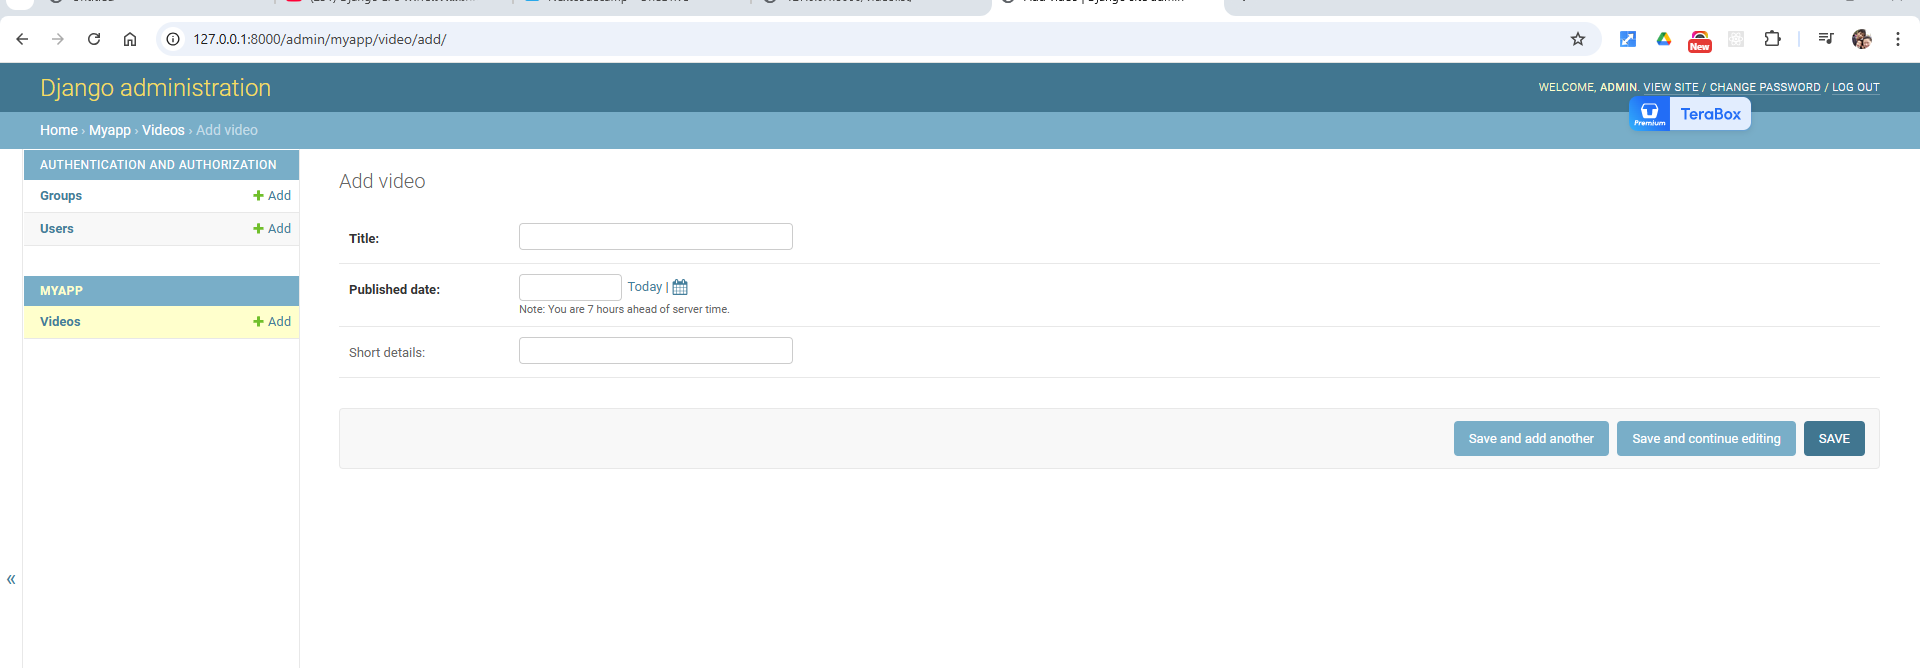 127.0.0.1:8000/admin/myapp/video/add/
New
Django administration
WELCOME, ADMIN. VIEW SITE / CHANGE PASSWORD / LOG OUT
Premium TeraBox
Home › Myapp › Videos › Add video
AUTHENTICATION AND AUTHORIZATION
Groups + Add
Users + Add
MYAPP
Videos + Add
«
Add video
Title:
Published date: Today |
Note: You are 7 hours ahead of server time.
Short details:
Save and add another Save and continue editing SAVE